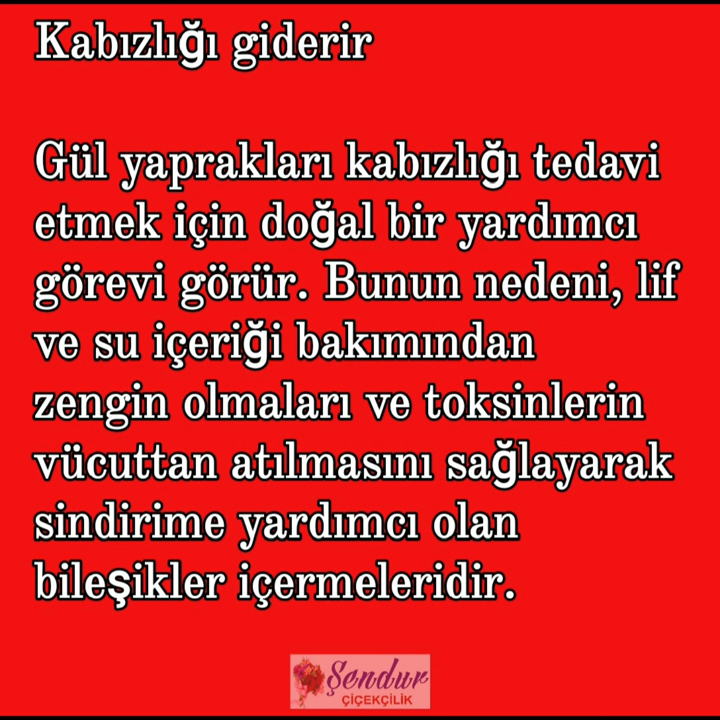 Kabızlığı giderir
Gül yaprakları kabızlığı tedavi
etmek için doğal bir yardımcı
görevi görür. Bunun nedeni, lif
ve su içeriği bakımından
zengin olmaları ve toksinlerin
vücuttan atılmasını sağlayarak
sindirime yardımcı olan
bileşikler içermeleridir.
Şendur
ÇİÇEKÇİLİK